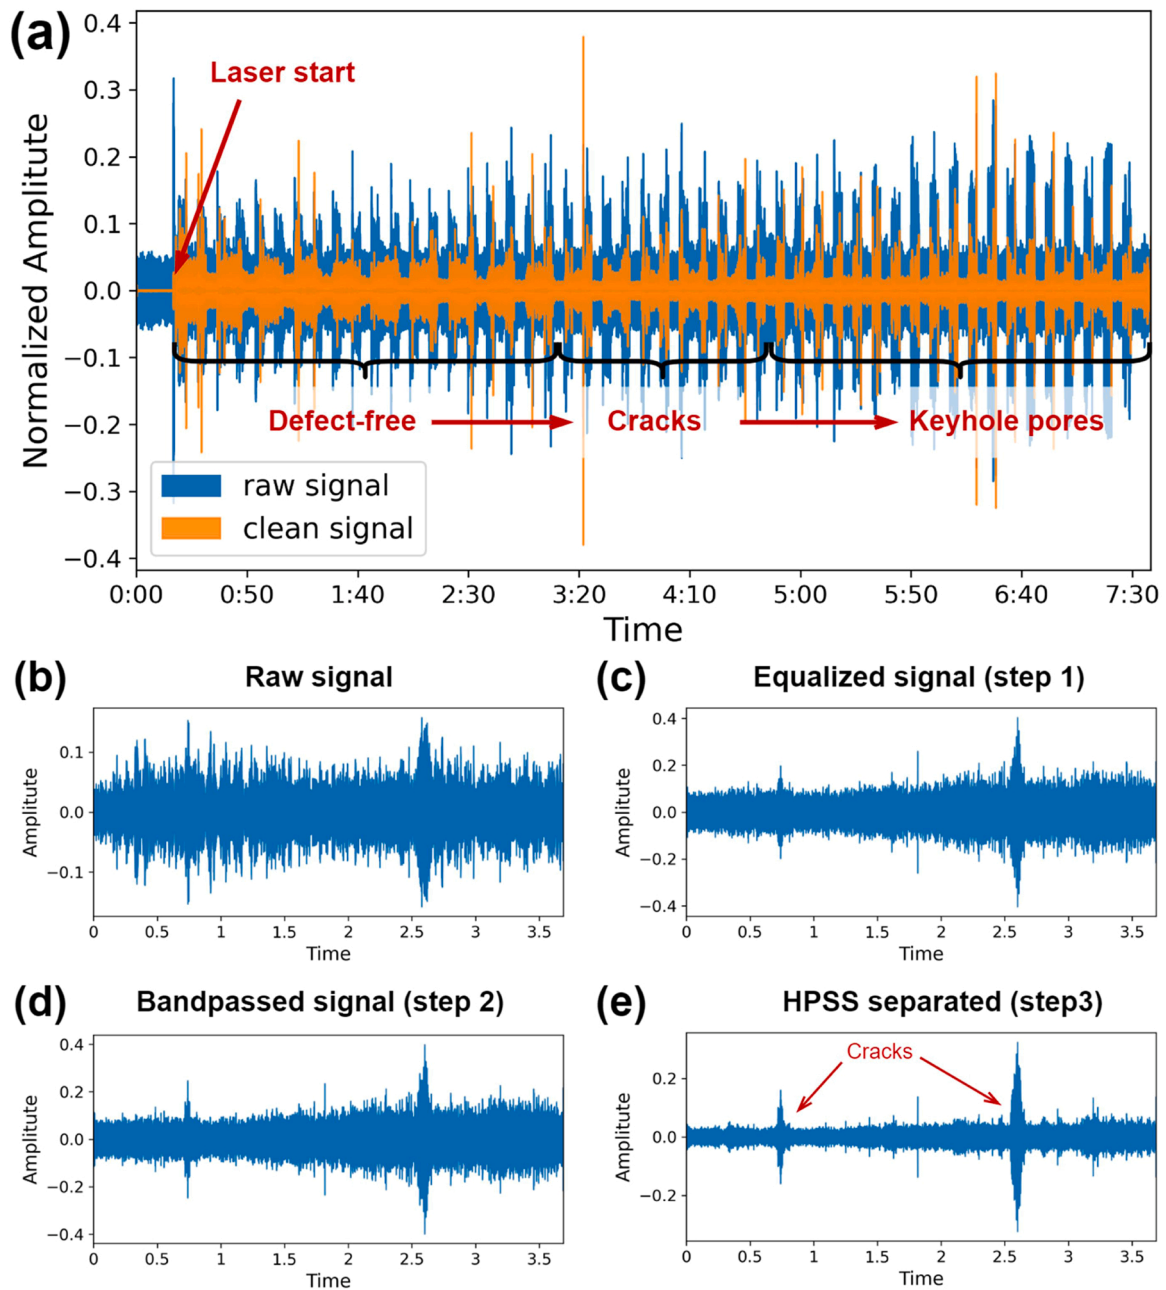 (a)
Normalized Amplitute
0.4
0.3
0.2
0.1
0.0
−0.1
−0.2
−0.3
−0.4
Laser start
Defect-free
Cracks
Keyhole pores
raw signal
clean signal
0:00 0:50 1:40 2:30 3:20 4:10 5:00 5:50 6:40 7:30
Time
(b)
Raw signal
Amplitute
0.1
0.0
−0.1
0 0.5 1 1.5 2 2.5 3 3.5
Time
(c)
Equalized signal (step 1)
Amplitute
0.4
0.2
0.0
−0.2
−0.4
0 0.5 1 1.5 2 2.5 3 3.5
Time
(d)
Bandpassed signal (step 2)
Amplitute
0.4
0.2
0.0
−0.2
−0.4
0 0.5 1 1.5 2 2.5 3 3.5
Time
(e)
HPSS separated (step3)
Amplitute
0.2
0.0
−0.2
Cracks
0 0.5 1 1.5 2 2.5 3 3.5
Time